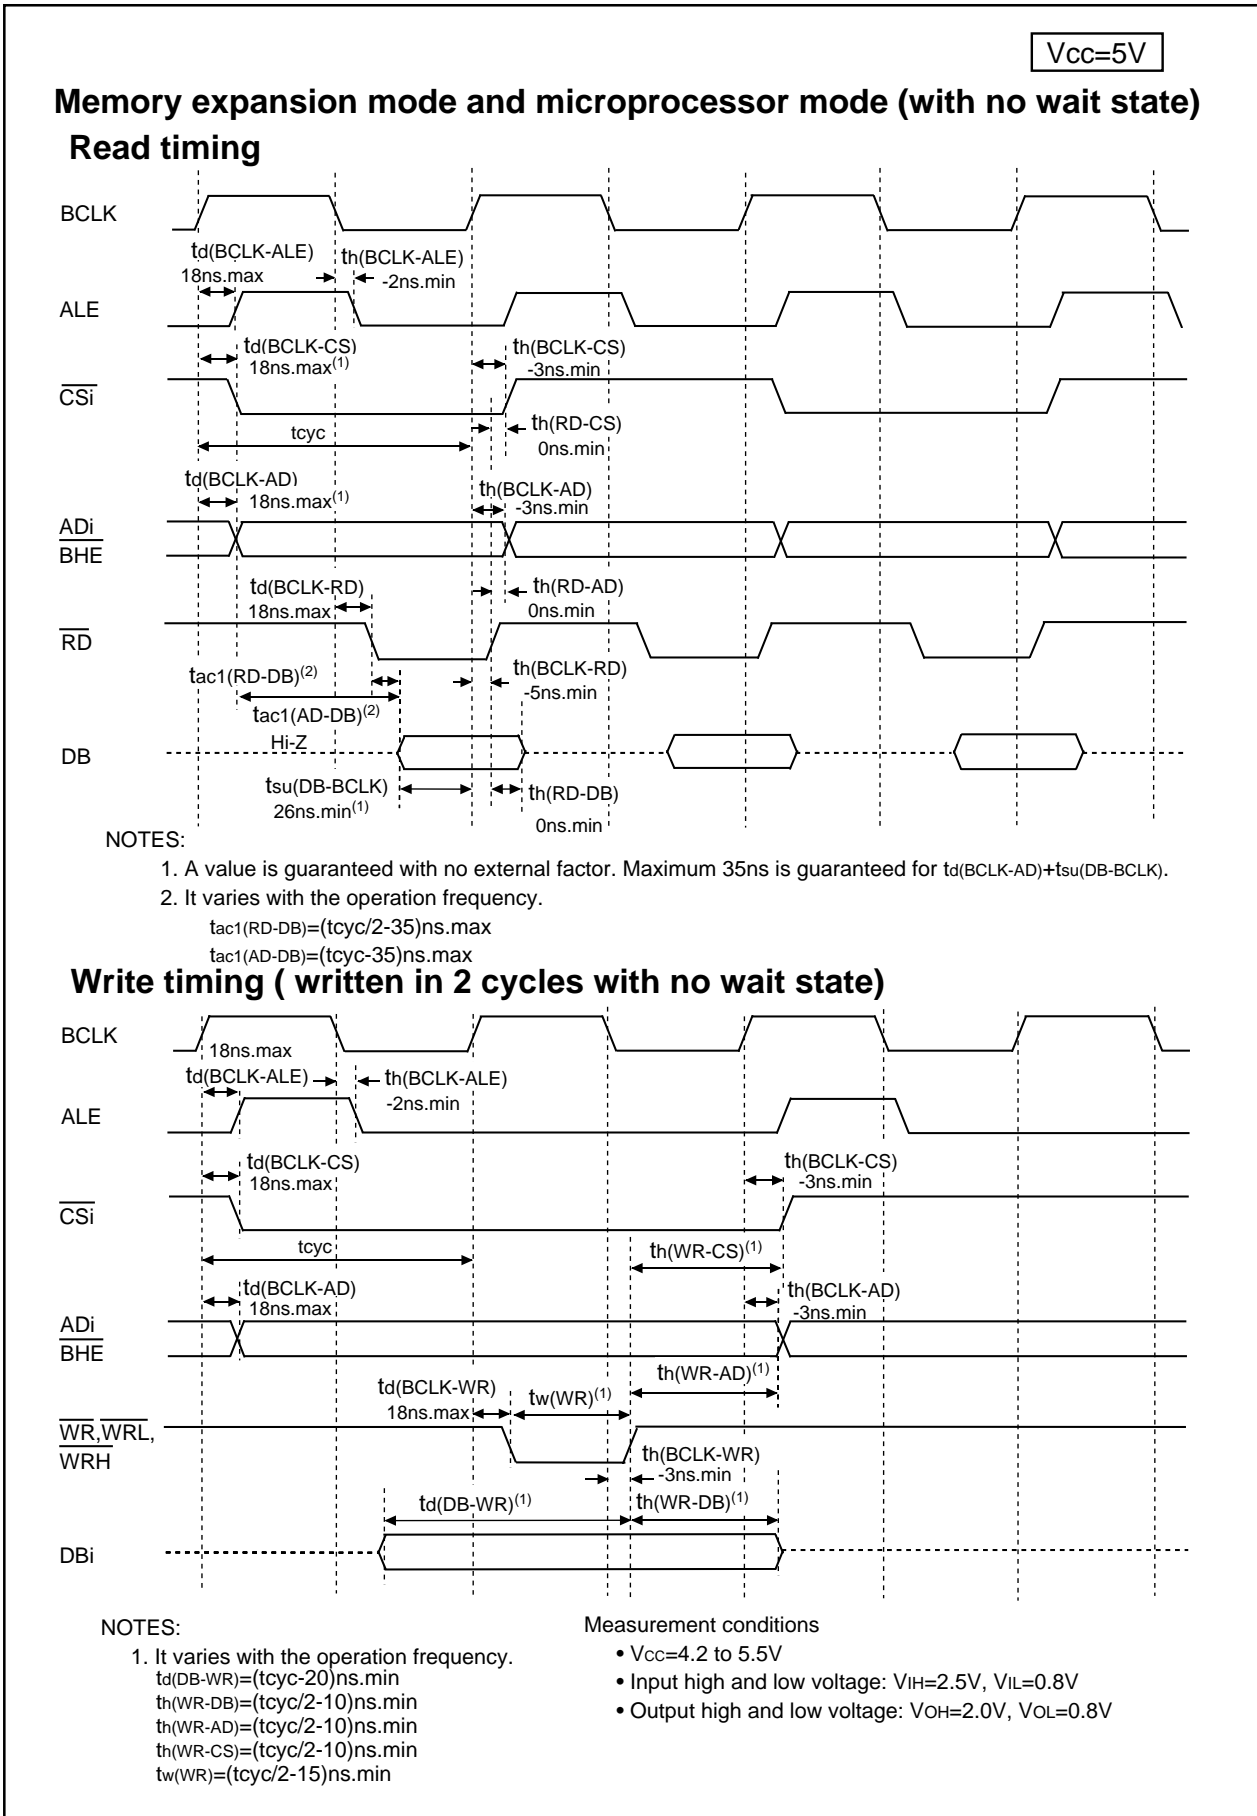 Vcc=5V
Memory expansion mode and microprocessor mode (with no wait state)
Read timing
BCLK
td(BCLK-ALE)
18ns.max
th(BCLK-ALE)
-2ns.min
ALE
td(BCLK-CS)
18ns.max(1)
th(BCLK-CS)
-3ns.min
CSi
tcyc
th(RD-CS)
0ns.min
td(BCLK-AD)
18ns.max(1)
th(BCLK-AD)
-3ns.min
ADi
BHE
td(BCLK-RD)
18ns.max
th(RD-AD)
0ns.min
RD
tac1(RD-DB)(2)
th(BCLK-RD)
-5ns.min
tac1(AD-DB)(2)
Hi-Z
DB
tsu(DB-BCLK)
26ns.min(1)
th(RD-DB)
0ns.min
NOTES:
1. A value is guaranteed with no external factor. Maximum 35ns is guaranteed for td(BCLK-AD)+tsu(DB-BCLK).
2. It varies with the operation frequency.
tac1(RD-DB)=(tcyc/2-35)ns.max
tac1(AD-DB)=(tcyc-35)ns.max
Write timing ( written in 2 cycles with no wait state)
BCLK
18ns.max
td(BCLK-ALE)
th(BCLK-ALE)
-2ns.min
ALE
td(BCLK-CS)
18ns.max
th(BCLK-CS)
-3ns.min
CSi
tcyc
th(WR-CS)(1)
td(BCLK-AD)
18ns.max
th(BCLK-AD)
-3ns.min
ADi
BHE
th(WR-AD)(1)
td(BCLK-WR)
18ns.max
tw(WR)(1)
WR,WRL,
WRH
th(BCLK-WR)
-3ns.min
td(DB-WR)(1)
th(WR-DB)(1)
DBi
NOTES:
1. It varies with the operation frequency.
td(DB-WR)=(tcyc-20)ns.min
th(WR-DB)=(tcyc/2-10)ns.min
th(WR-AD)=(tcyc/2-10)ns.min
th(WR-CS)=(tcyc/2-10)ns.min
tw(WR)=(tcyc/2-15)ns.min
Measurement conditions
• VCC=4.2 to 5.5V
• Input high and low voltage: VIH=2.5V, VIL=0.8V
• Output high and low voltage: VOH=2.0V, VOL=0.8V